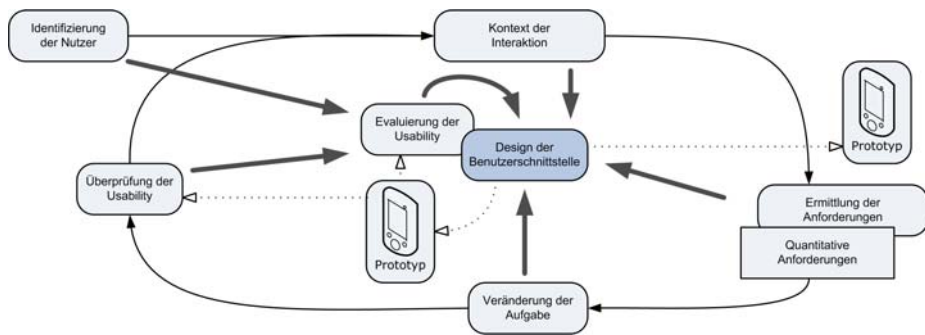 Identifizierung
der Nutzer
Kontext der
Interaktion
Evaluierung der
Usability
Design der
Benutzerschnittstelle
Prototyp
Überprüfung der
Usability
Prototyp
Ermittlung der
Anforderungen
Quantitative
Anforderungen
Veränderung der
Aufgabe